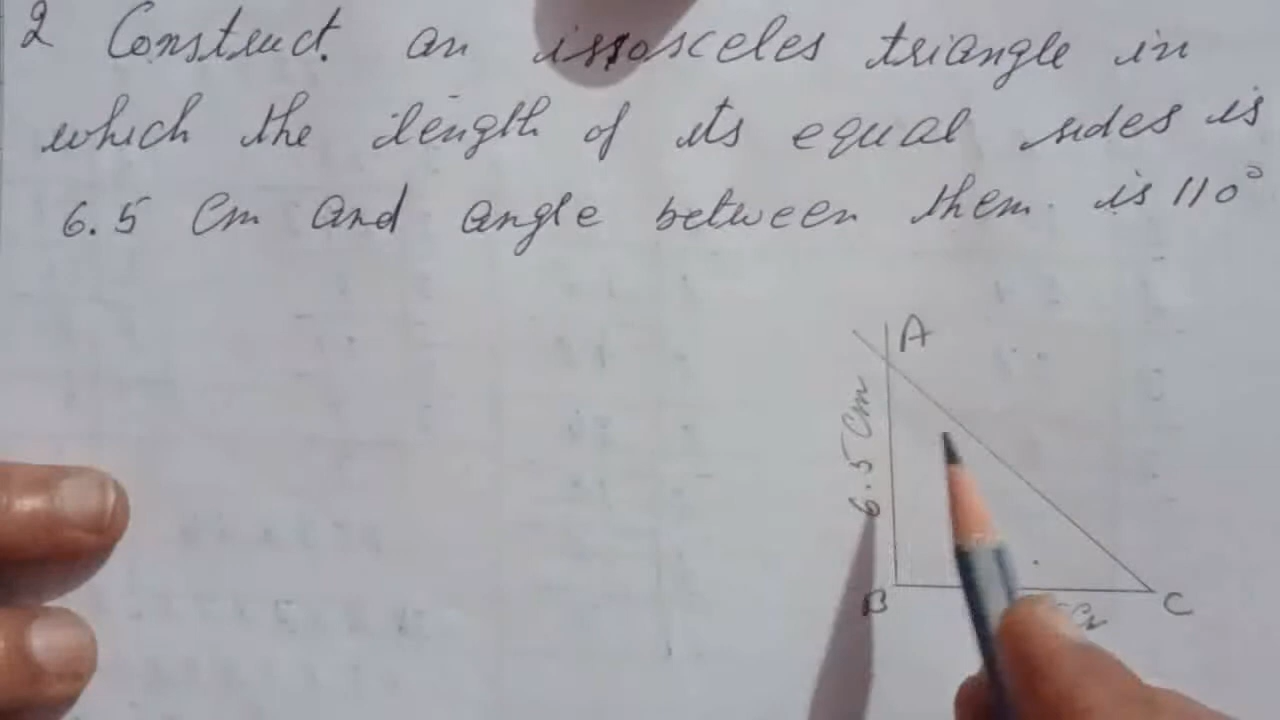 2 Construct. an issosceles triangle in
which the length of its equal sides is
6.5 Cm and angle between them. is 110°
A
6.5 Cm
B
C